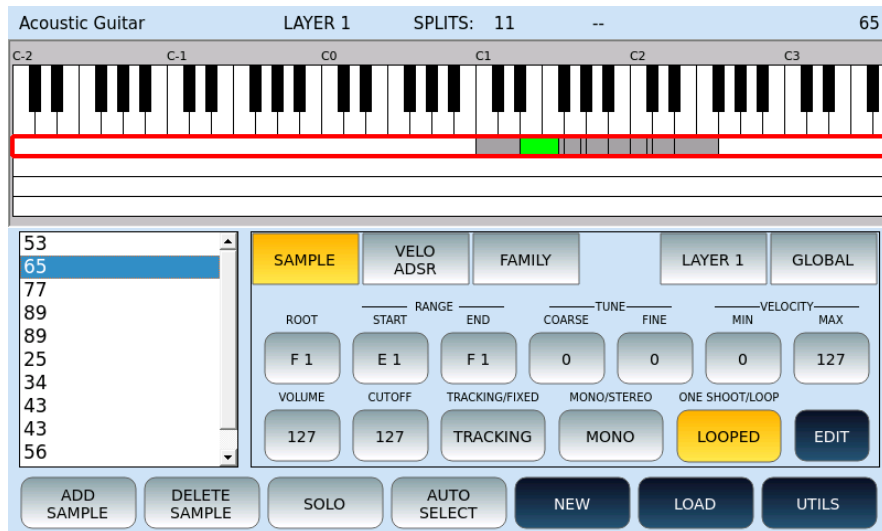 Acoustic Guitar LAYER 1 SPLITS: 11 -- 65
C-2 C-1 C0 C1 C2 C3
53
65
77
89
89
25
34
43
43
56
SAMPLE VELO ADSR FAMILY LAYER 1 GLOBAL
RANGE TUNE VELOCITY
ROOT START END COARSE FINE MIN MAX
F 1 E 1 F 1 0 0 0 127
VOLUME CUTOFF TRACKING/FIXED MONO/STEREO ONE SHOOT/LOOP
127 127 TRACKING MONO LOOPED EDIT
ADD SAMPLE DELETE SAMPLE SOLO AUTO SELECT NEW LOAD UTILS